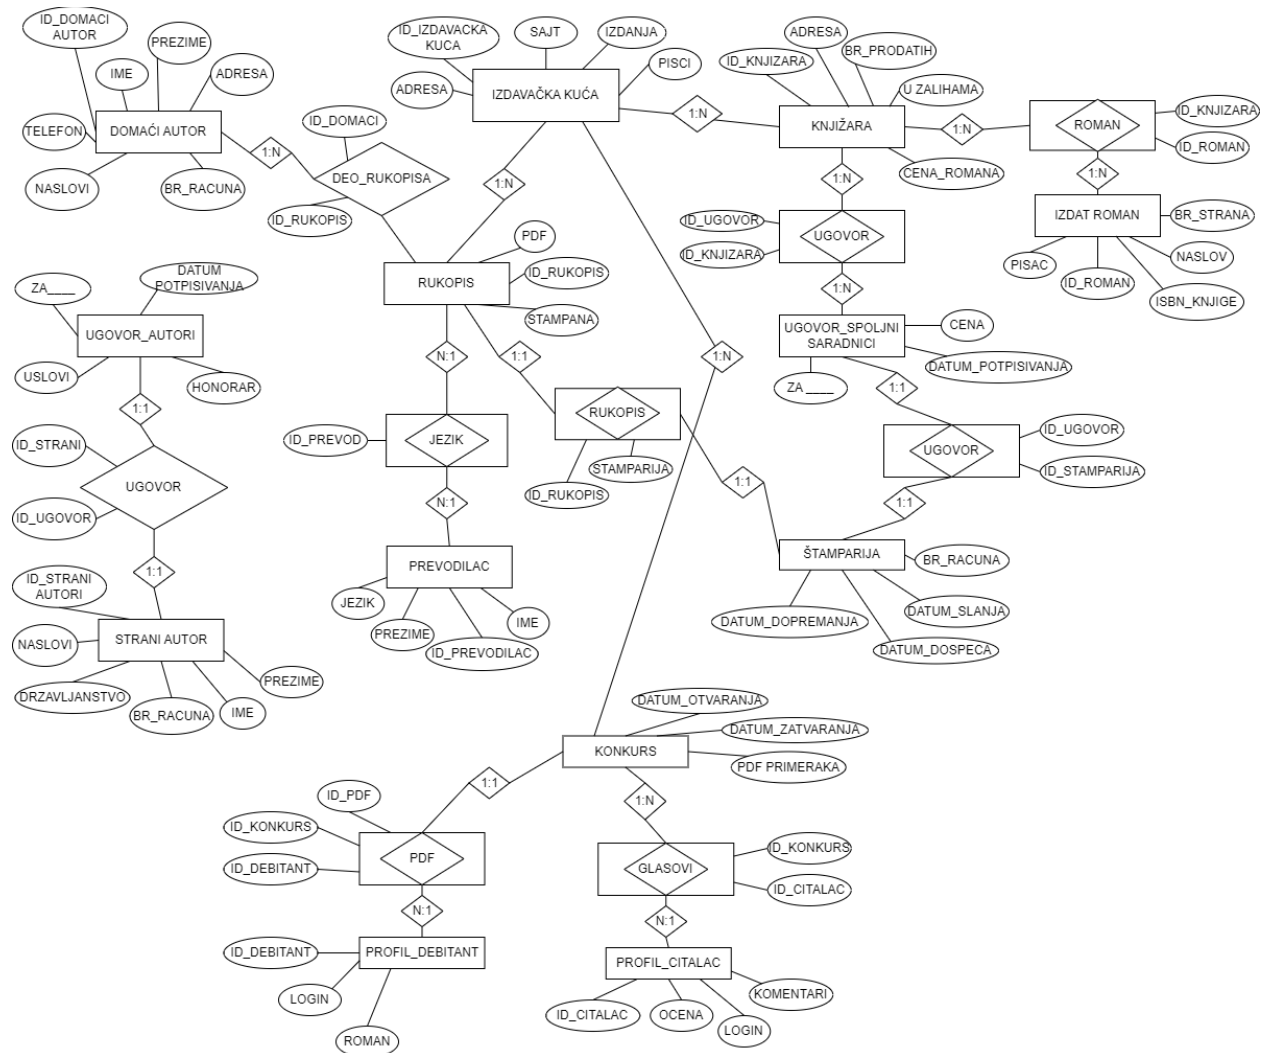 ID_DOMACI
AUTOR
PREZIME
IME
ADRESA
TELEFON
DOMAĆI AUTOR
NASLOVI
BR_RACUNA
1:N
ID_DOMACI
DEO_RUKOPISA
ID_RUKOPIS
ID_IZDAVACKA
KUCA
SAJT
IZDANJA
PISCI
ADRESA
IZDAVAČKA KUĆA
1:N
1:N
1:N
ADRESA
BR_PRODATIH
ID_KNJIZARA
U ZALIHAMA
KNJIŽARA
CENA_ROMANA
1:N
ROMAN
ID_KNJIZARA
ID_ROMAN
1:N
IZDAT ROMAN
BR_STRANA
NASLOV
PISAC
ID_ROMAN
ISBN_KNJIGE
1:N
ID_UGOVOR
ID_KNJIZARA
UGOVOR
1:N
UGOVOR_SPOLJNI
SARADNICI
CENA
DATUM_POTPISIVANJA
ZA ____
1:1
UGOVOR
ID_UGOVOR
ID_STAMPARIJA
1:1
ŠTAMPARIJA
BR_RACUNA
DATUM_SLANJA
DATUM_DOPREMANJA
DATUM_DOSPECA
PDF
RUKOPIS
ID_RUKOPIS
STAMPANA
N:1
1:1
RUKOPIS
STAMPARIJA
ID_RUKOPIS
1:1
ID_PREVOD
JEZIK
N:1
PREVODILAC
JEZIK
PREZIME
ID_PREVODILAC
IME
DATUM
POTPISIVANJA
ZA____
UGOVOR_AUTORI
USLOVI
HONORAR
1:1
ID_STRANI
UGOVOR
ID_UGOVOR
1:1
ID_STRANI
AUTORI
NASLOVI
STRANI AUTOR
PREZIME
DRZAVLJANSTVO
BR_RACUNA
IME
DATUM_OTVARANJA
DATUM_ZATVARANJA
KONKURS
PDF PRIMERAKA
1:1
1:N
ID_PDF
ID_KONKURS
PDF
ID_DEBITANT
N:1
ID_DEBITANT
PROFIL_DEBITANT
LOGIN
ROMAN
GLASOVI
ID_KONKURS
ID_CITALAC
N:1
PROFIL_CITALAC
KOMENTARI
ID_CITALAC
OCENA
LOGIN